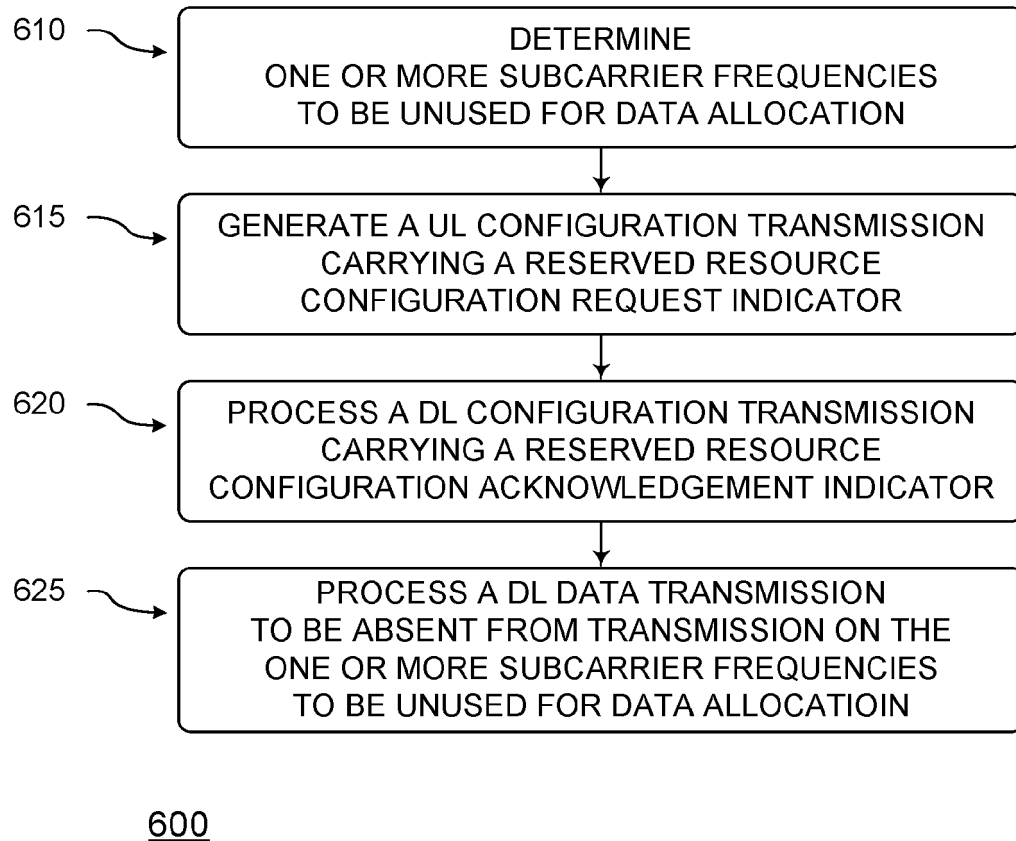 610
DETERMINE
ONE OR MORE SUBCARRIER FREQUENCIES
TO BE UNUSED FOR DATA ALLOCATION
615
GENERATE A UL CONFIGURATION TRANSMISSION
CARRYING A RESERVED RESOURCE
CONFIGURATION REQUEST INDICATOR
620
PROCESS A DL CONFIGURATION TRANSMISSION
CARRYING A RESERVED RESOURCE
CONFIGURATION ACKNOWLEDGEMENT INDICATOR
625
PROCESS A DL DATA TRANSMISSION
TO BE ABSENT FROM TRANSMISSION ON THE
ONE OR MORE SUBCARRIER FREQUENCIES
TO BE UNUSED FOR DATA ALLOCATIOIN
600